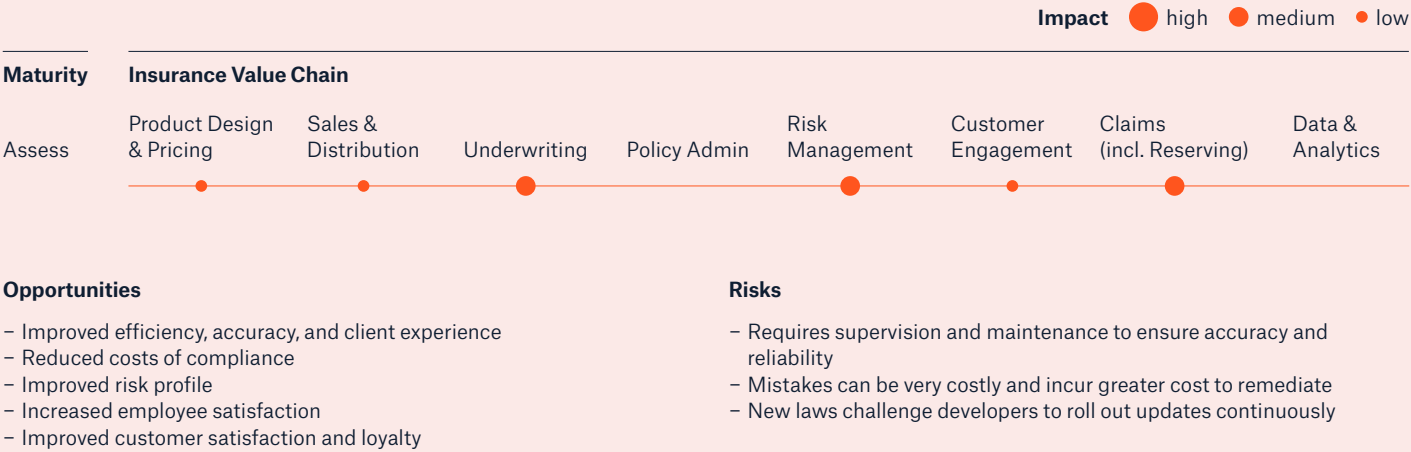 Impact high medium low
Maturity Insurance Value Chain
Assess
Product Design
& Pricing
Sales &
Distribution
Underwriting
Policy Admin
Risk
Management
Customer
Engagement
Claims
(incl. Reserving)
Data &
Analytics
Opportunities
– Improved efficiency, accuracy, and client experience
– Reduced costs of compliance
– Improved risk profile
– Increased employee satisfaction
– Improved customer satisfaction and loyalty
Risks
– Requires supervision and maintenance to ensure accuracy and
reliability
– Mistakes can be very costly and incur greater cost to remediate
– New laws challenge developers to roll out updates continuously